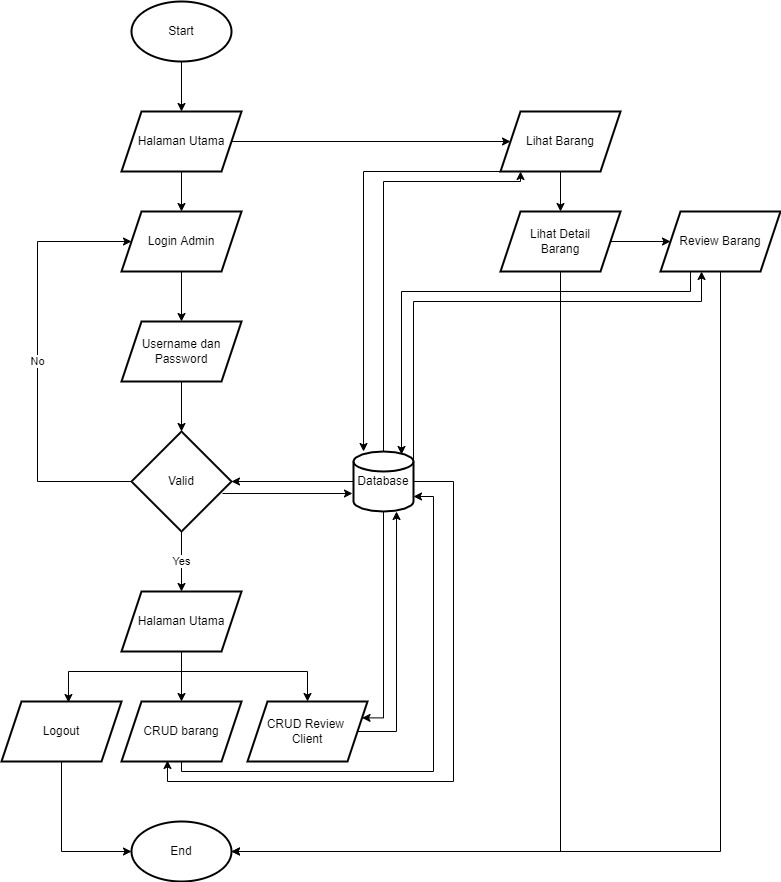 Start
Halaman Utama
Lihat Barang
Login Admin
Lihat Detail
Barang
Review Barang
Username dan
Password
No
Valid
Database
Yes
Halaman Utama
Logout
CRUD barang
CRUD Review
Client
End